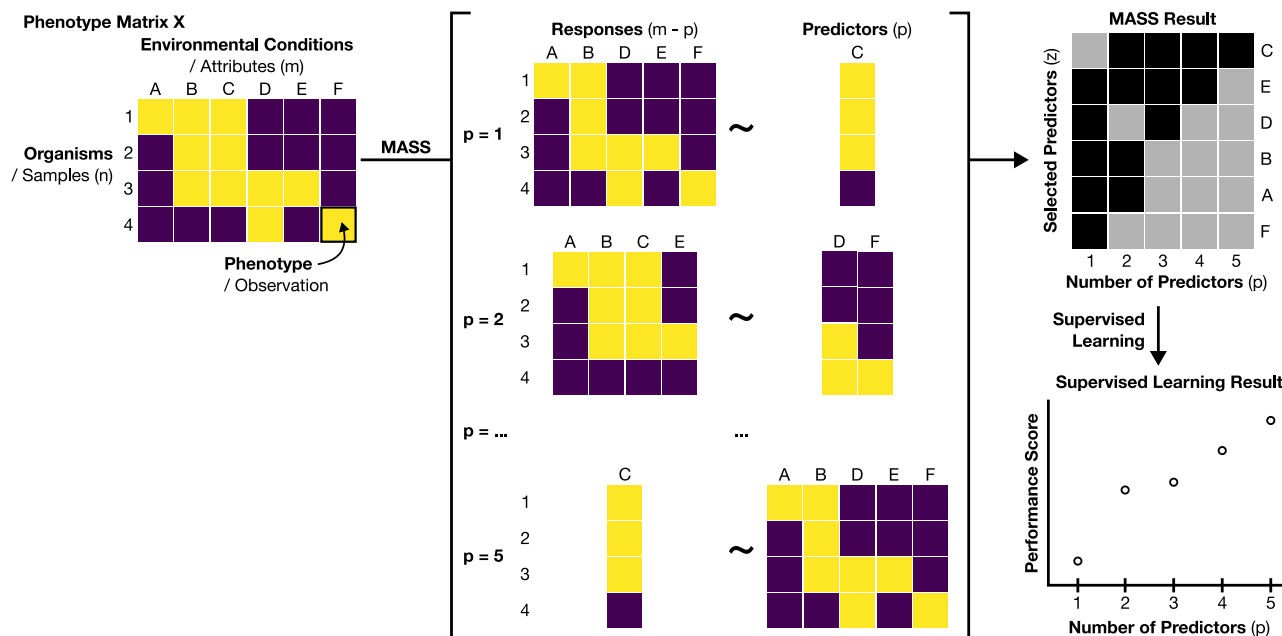 Phenotype Matrix X
Environmental Conditions
/ Attributes (m)
A B C D E F
1
2
3
4
Organisms
/ Samples (n)
Phenotype
/ Observation
MASS
Responses (m - p)
Predictors (p)
A B D E F
C
1
2
3
4
p = 1
~
A B C E
D F
1
2
3
4
p = 2
~
p = ...
...
C
A B D E F
1
2
3
4
p = 5
~
MASS Result
Selected Predictors (z)
C
E
D
B
A
F
1 2 3 4 5
Number of Predictors (p)
Supervised
Learning
Supervised Learning Result
Performance Score
1 2 3 4 5
Number of Predictors (p)